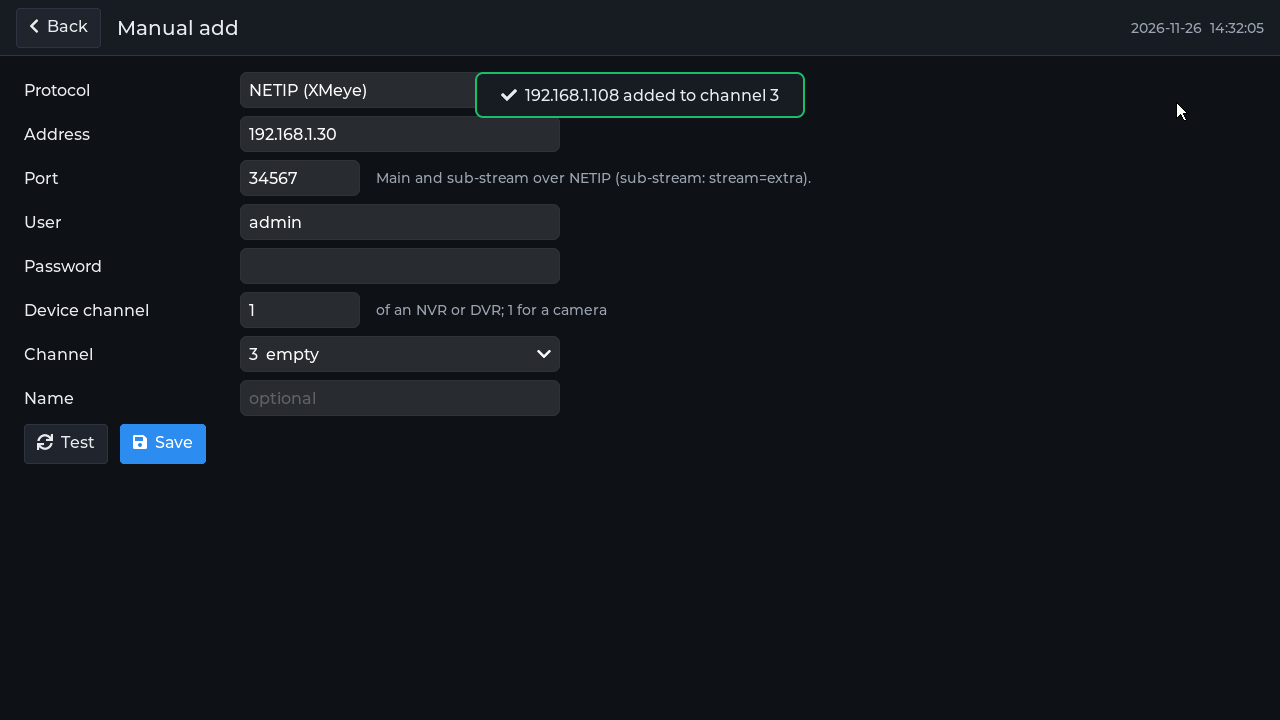 Back Manual add 2026-11-26 14:32:05
Protocol NETIP (XMeye)
192.168.1.108 added to channel 3
Address 192.168.1.30
Port 34567 Main and sub-stream over NETIP (sub-stream: stream=extra).
User admin
Password
Device channel 1 of an NVR or DVR; 1 for a camera
Channel 3 empty
Name optional
Test Save